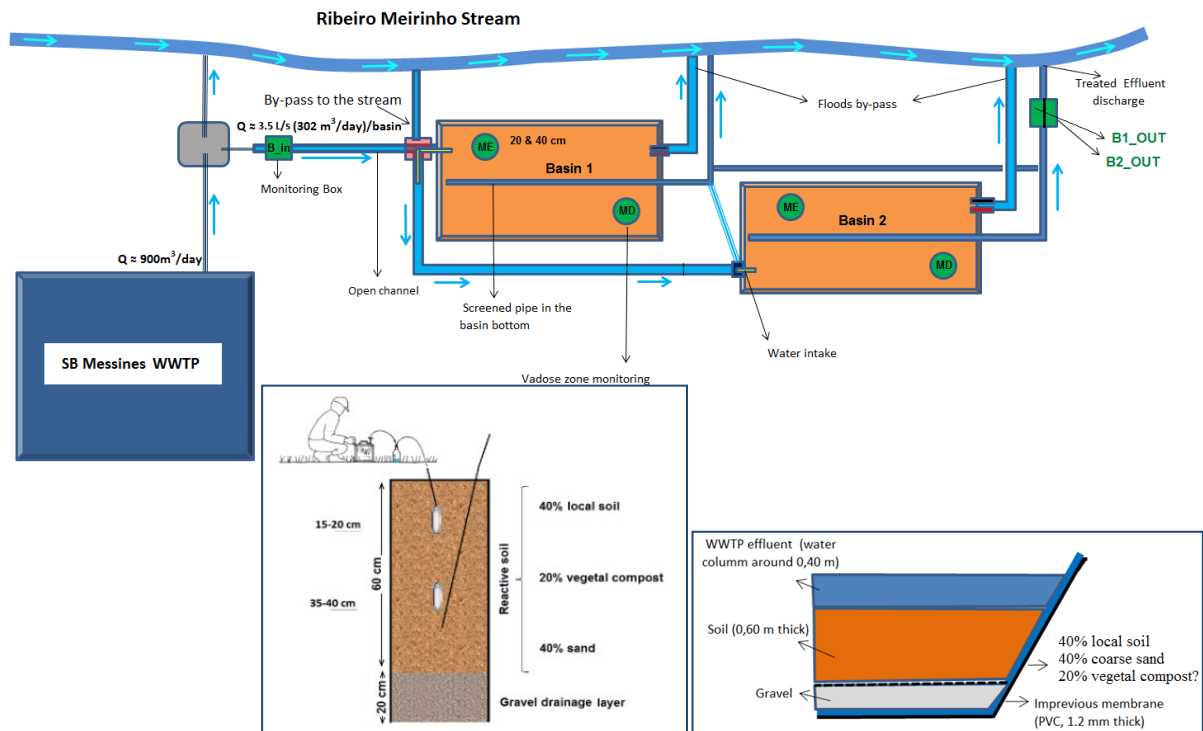 Ribeiro Meirinho Stream
By-pass to the stream
Q ≈ 3.5 L/s (302 m³/day)/basin
B_in
Monitoring Box
Q ≈ 900m³/day
Open channel
ME
20 & 40 cm
Basin 1
MD
Screened pipe in the
basin bottom
Vadose zone monitoring
Floods by-pass
ME
Basin 2
MD
Water intake
Treated Effluent
discharge
B1_OUT
B2_OUT
SB Messines WWTP
15-20 cm
35-40 cm
60 cm
20 cm
Reactive soil
40% local soil
20% vegetal compost
40% sand
Gravel drainage layer
WWTP effluent (water
columm around 0,40 m)
Soil (0,60 m thick)
Gravel
40% local soil
40% coarse sand
20% vegetal compost?
Imprevious membrane
(PVC, 1.2 mm thick)